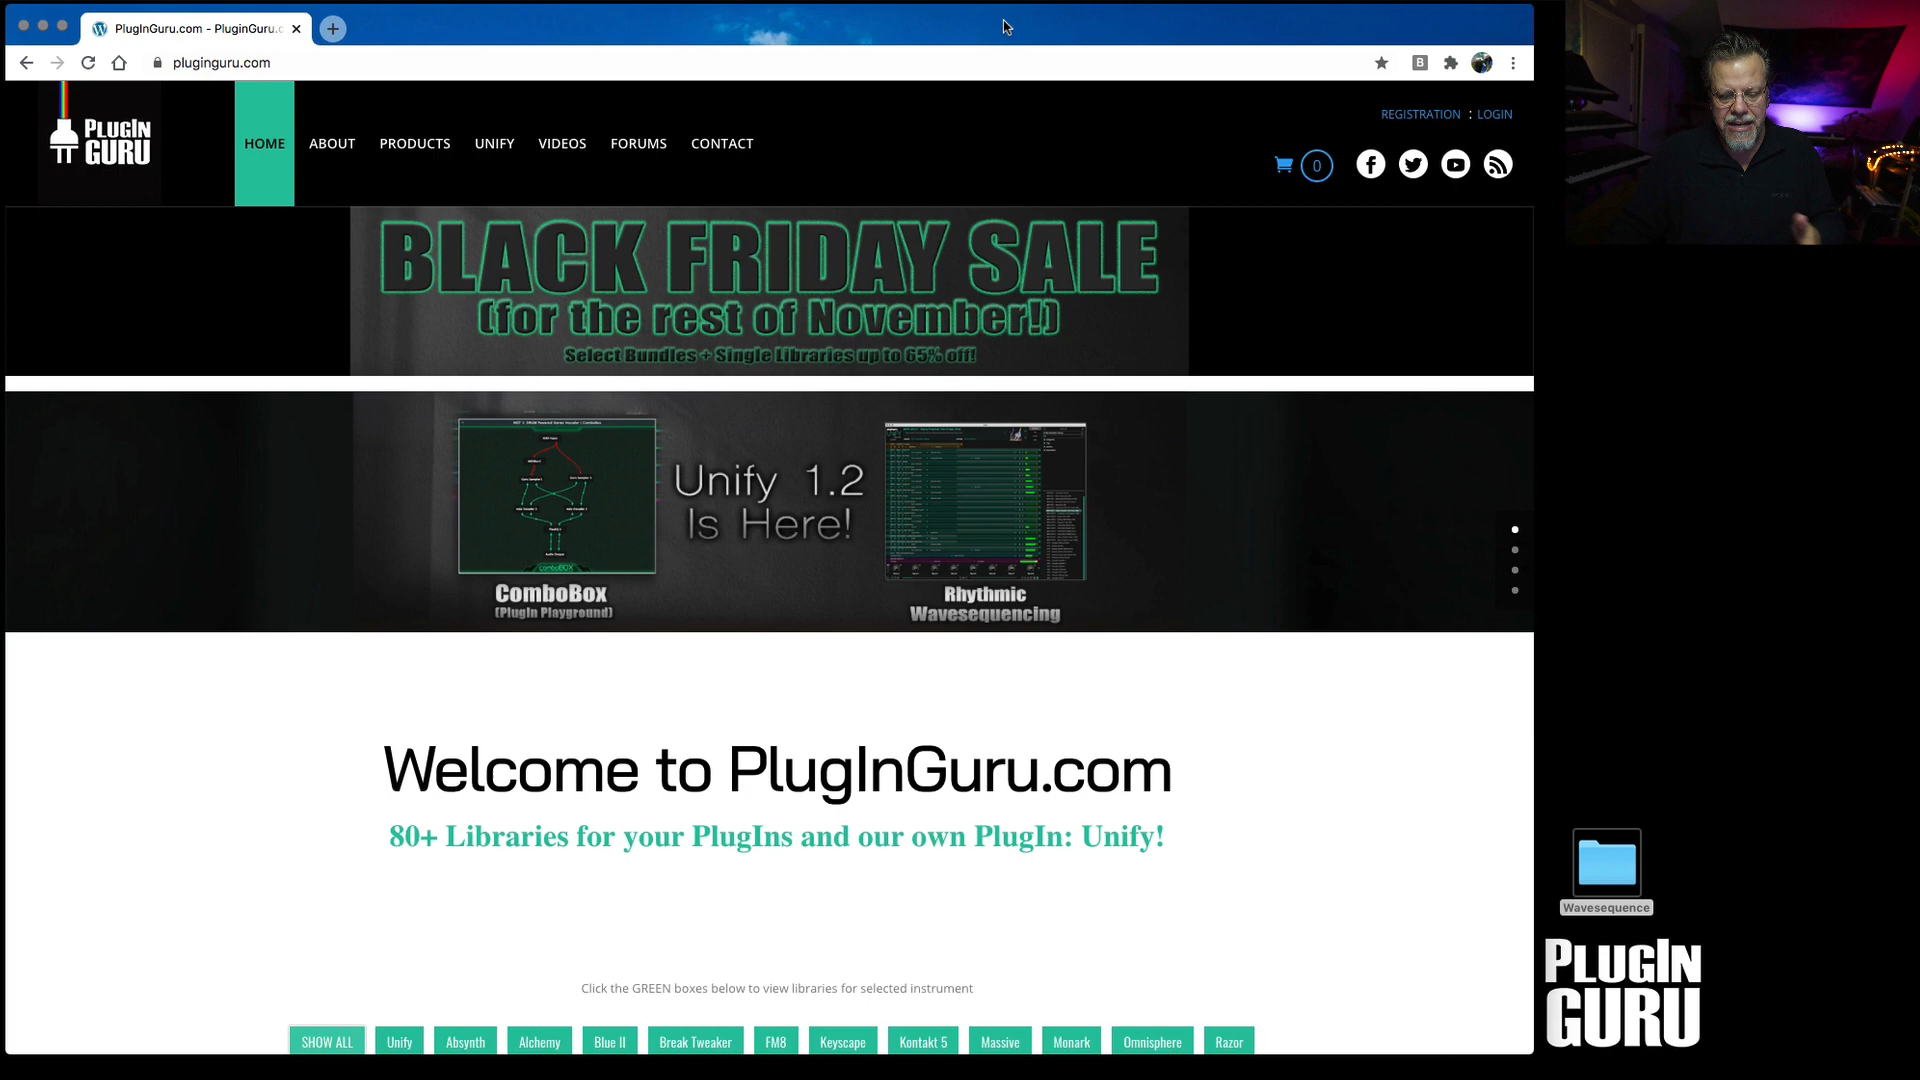 PlugInGuru.com - PluginGuru.c
pluginguru.com
PLUGIN
GURU
HOME
ABOUT
PRODUCTS
UNIFY
VIDEOS
FORUMS
CONTACT
REGISTRATION : LOGIN
0
BLACK FRIDAY SALE
(for the rest of November!)
Select Bundles + Single Libraries up to 65% off!
Unify 1.2
Is Here!
comboBOX
ComboBox
(PlugIn Playground)
Rhythmic
Wavesequencing
Welcome to PlugInGuru.com
80+ Libraries for your PlugIns and our own PlugIn: Unify!
Click the GREEN boxes below to view libraries for selected instrument
SHOW ALL
Unify
Absynth
Alchemy
Blue II
Break Tweaker
FM8
Keyscape
Kontakt 5
Massive
Monark
Omnisphere
Razor
Wavesequence
PLUGIN
GURU